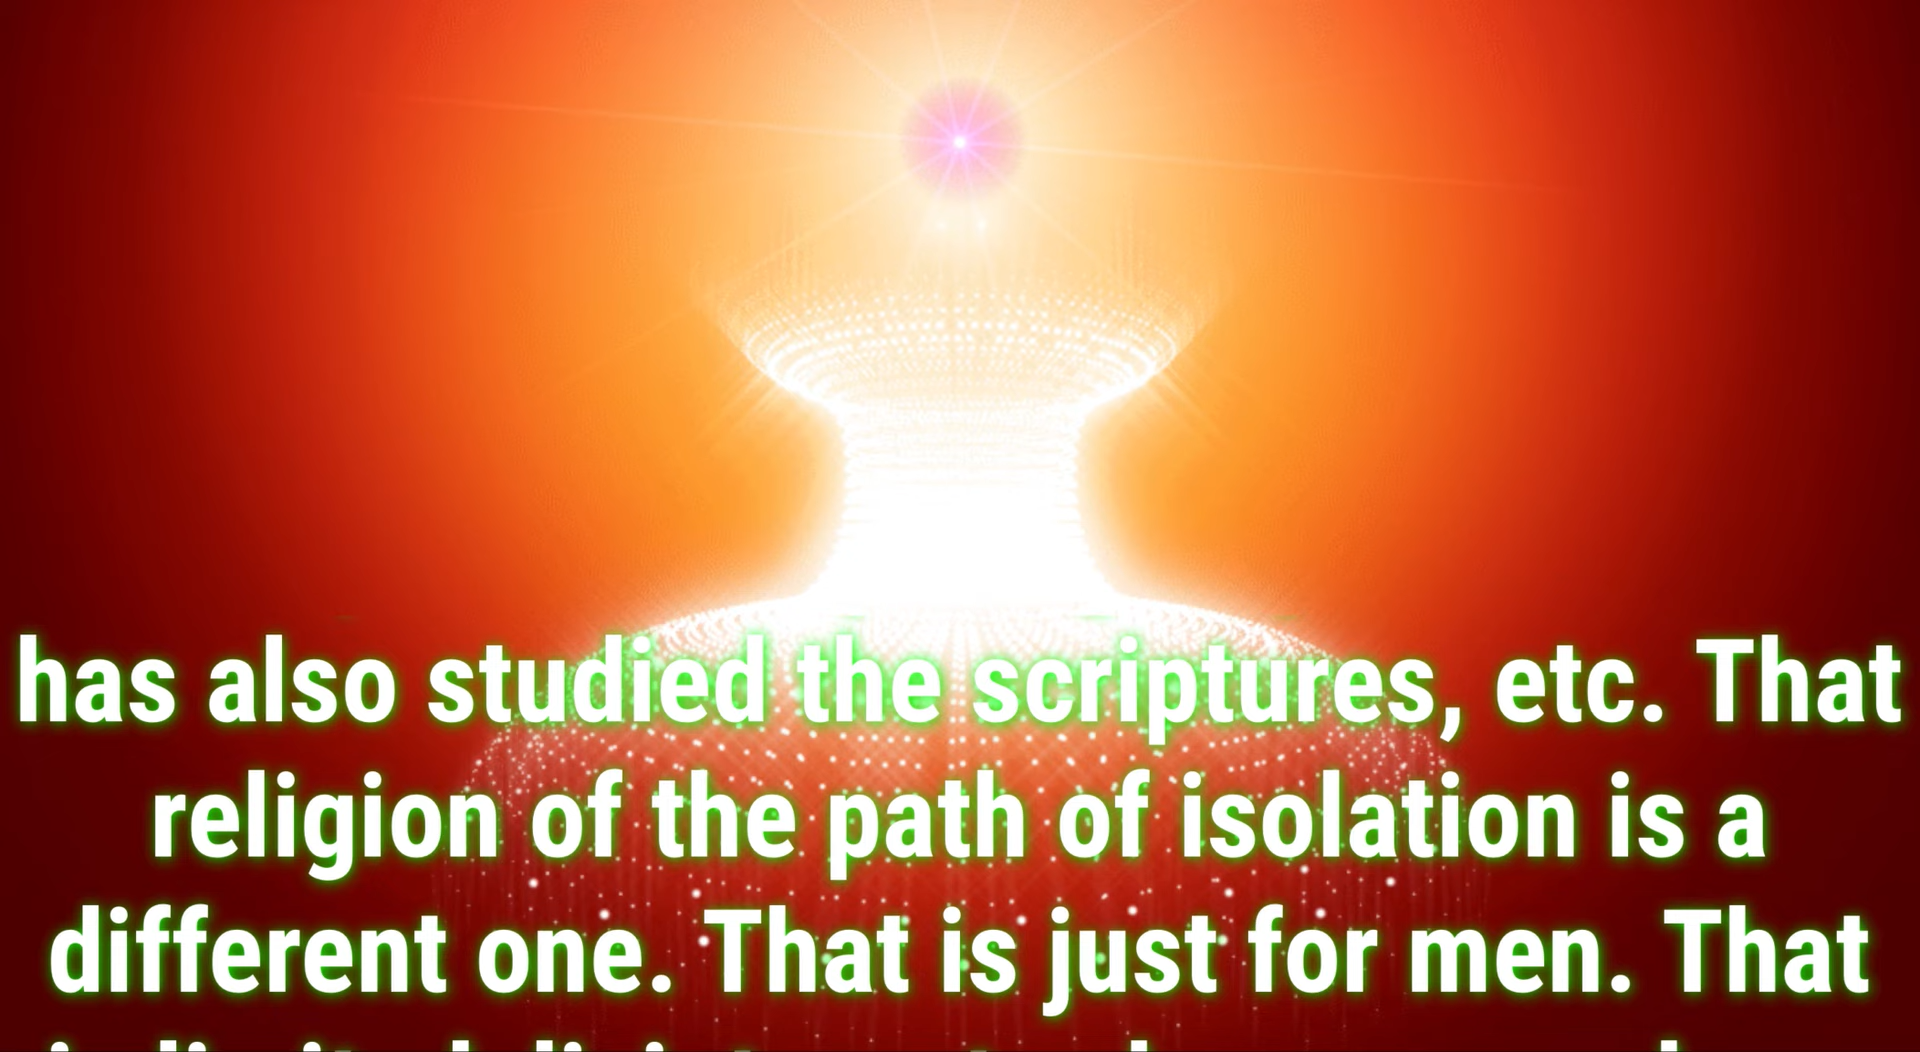 has also studied the scriptures, etc. That
religion of the path of isolation is a
different one. That is just for men. That